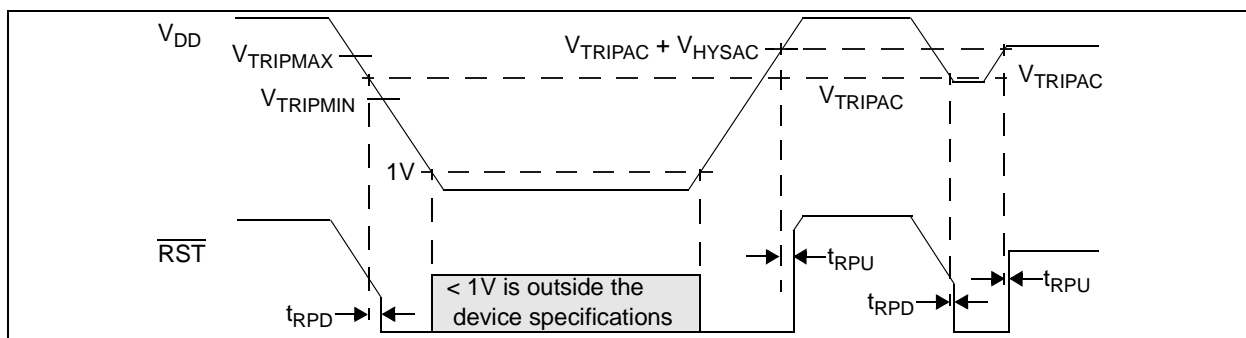 VDD
VTRIPMAX
VTRIPMIN
VTRIPAC + VHYSAC
VTRIPAC
VTRIPAC
1V
RST
< 1V is outside the
device specifications
tRPD
tRPU
tRPD
tRPU